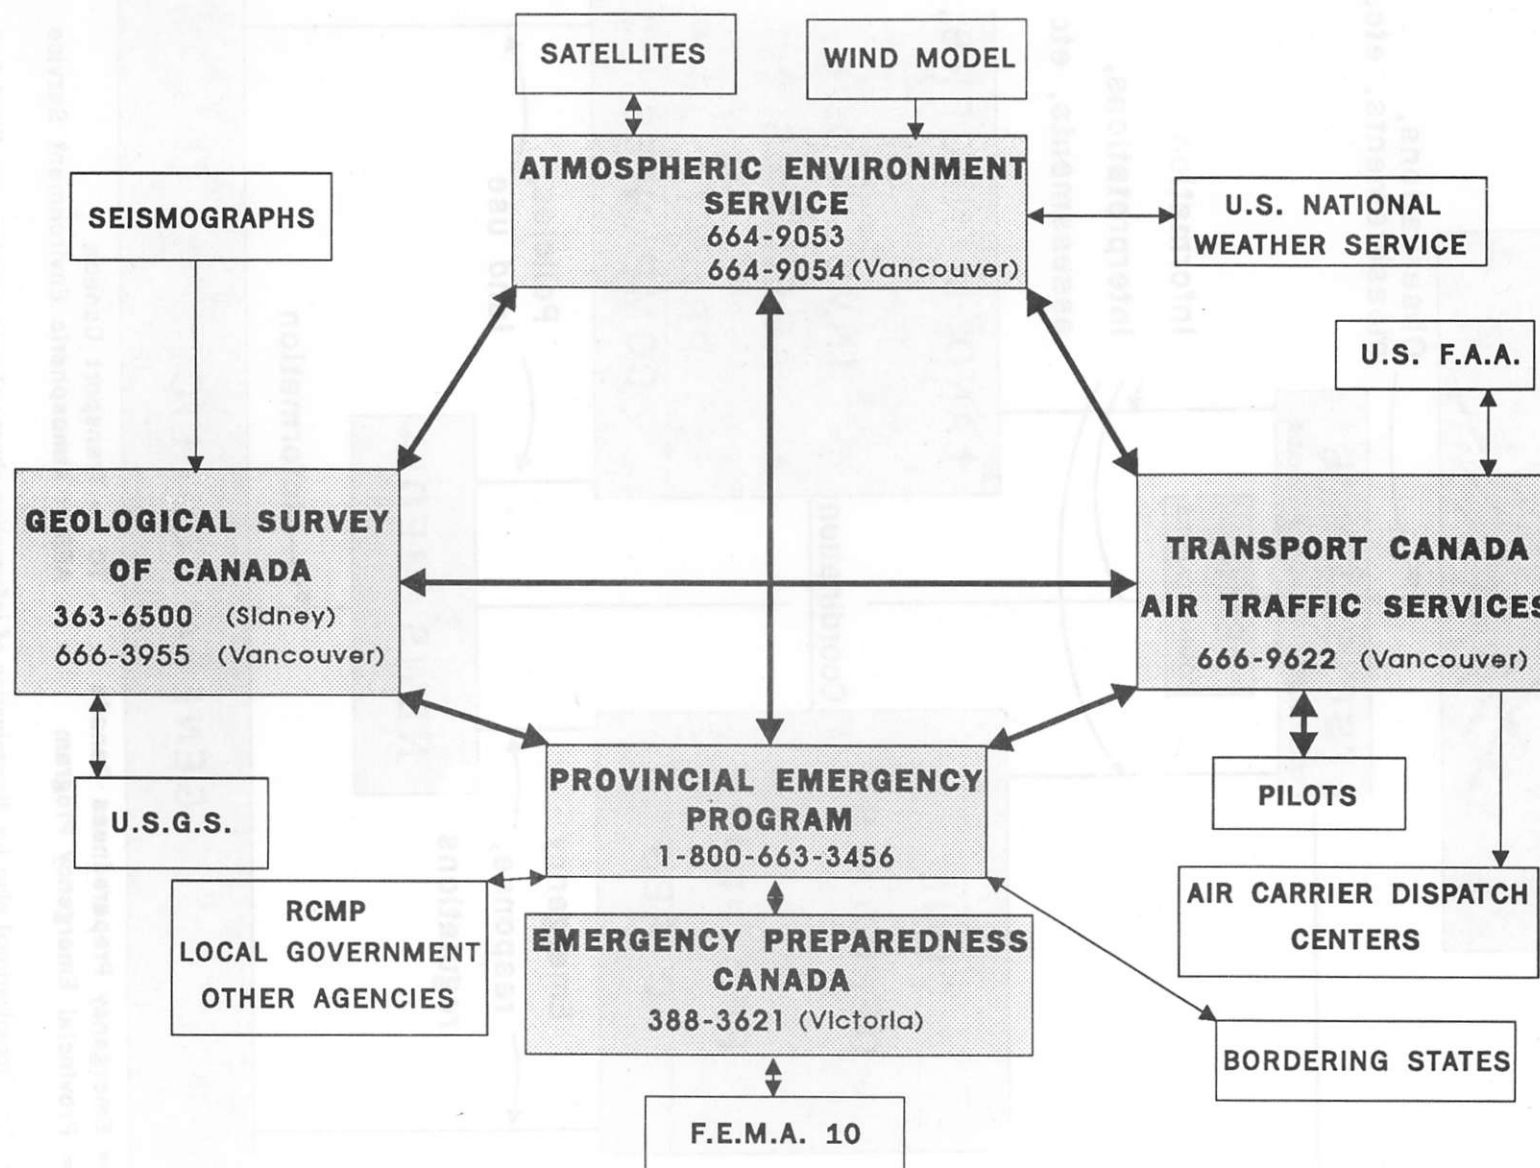 SATELLITES
WIND MODEL
ATMOSPHERIC ENVIRONMENT
SERVICE
664-9053
664-9054 (Vancouver)
SEISMOGRAPHS
U.S. NATIONAL
WEATHER SERVICE
U.S. F.A.A.
GEOLOGICAL SURVEY
OF CANADA
363-6500 (Sidney)
666-3955 (Vancouver)
TRANSPORT CANADA
AIR TRAFFIC SERVICES
666-9622 (Vancouver)
PROVINCIAL EMERGENCY
PROGRAM
1-800-663-3456
U.S.G.S.
PILOTS
RCMP
LOCAL GOVERNMENT
OTHER AGENCIES
AIR CARRIER DISPATCH
CENTERS
EMERGENCY PREPAREDNESS
CANADA
388-3621 (Victoria)
BORDERING STATES
F.E.M.A. 10